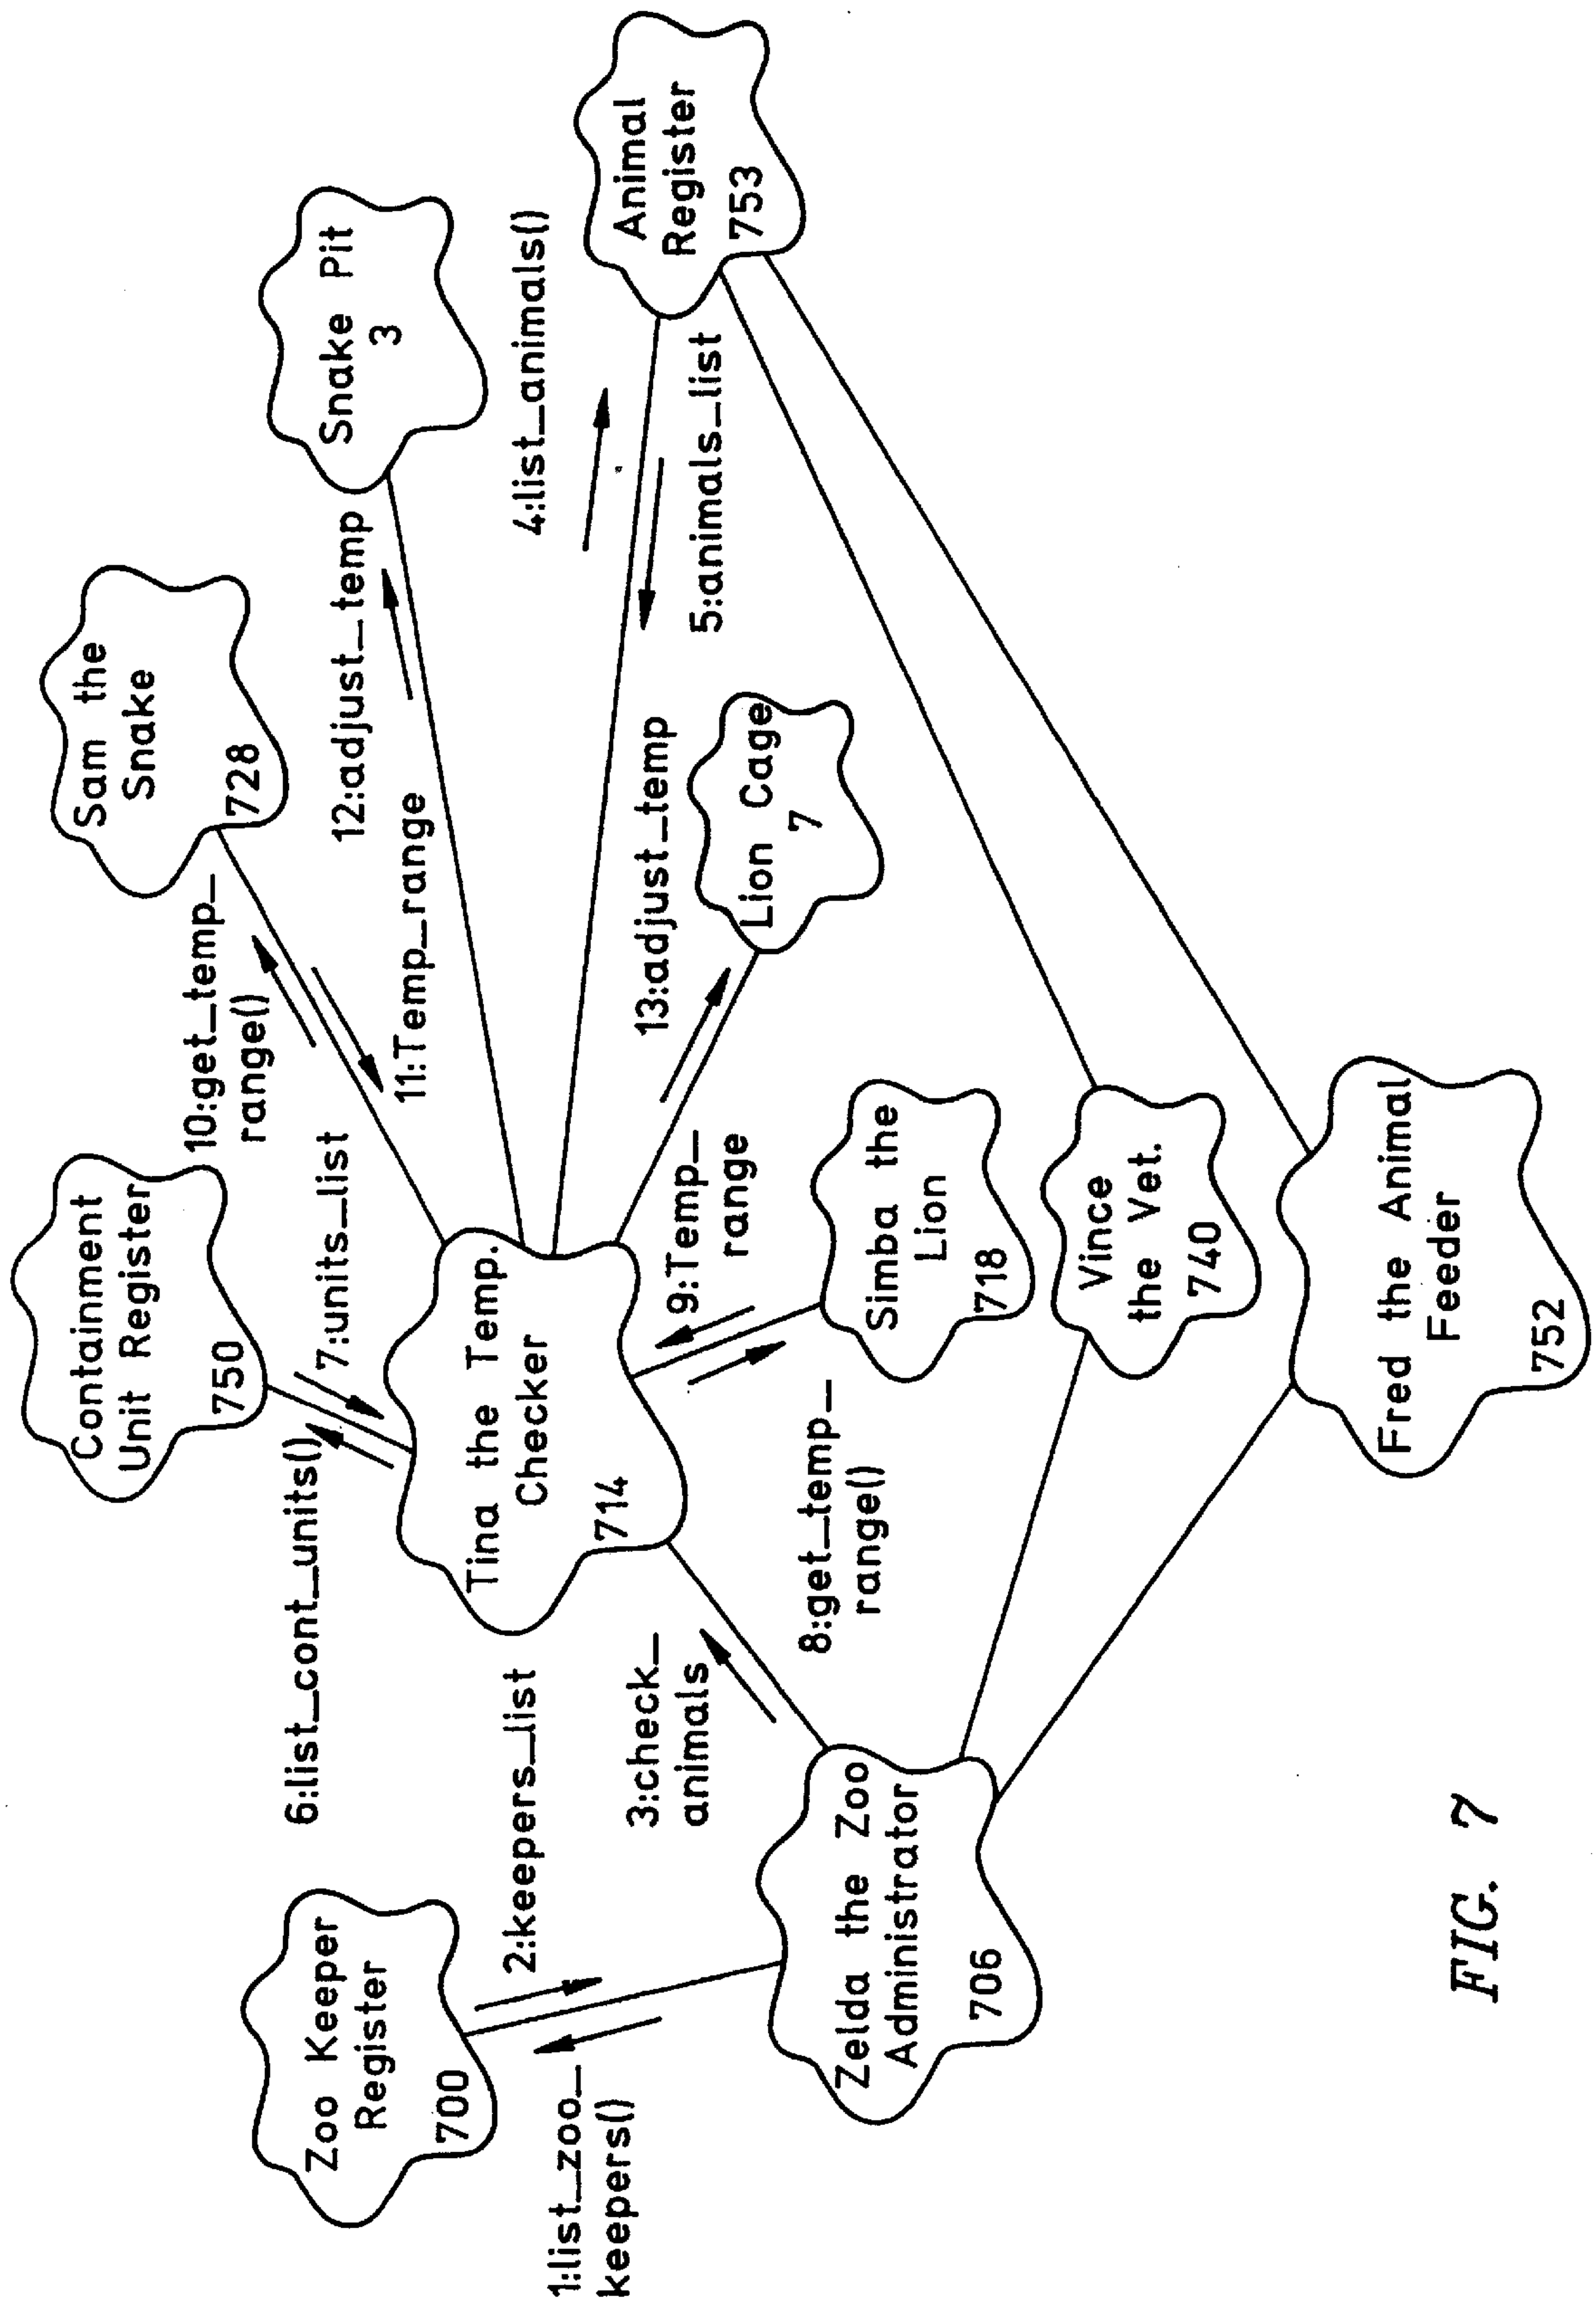 Containment
Unit Register
750
Sam the
Snake
728
Snake Pit
3
Animal
Register
753
Zoo Keeper
Register
700
6:list_cont_units()
7:units_list
10:get_temp_
range()
11:Temp_range
12:adjust_temp
4:list_animals()
5:animals_list
1:list_zoo_
keepers()
2:keepers_list
3:check_
animals
Tina the Temp.
Checker
714
13:adjust_temp
Lion Cage
7
9:Temp_
range
8:get_temp_
range()
Simba the
Lion
718
Zelda the Zoo
Administrator
706
Vince
the Vet.
740
Fred the Animal
Feeder
752
FIG. 7